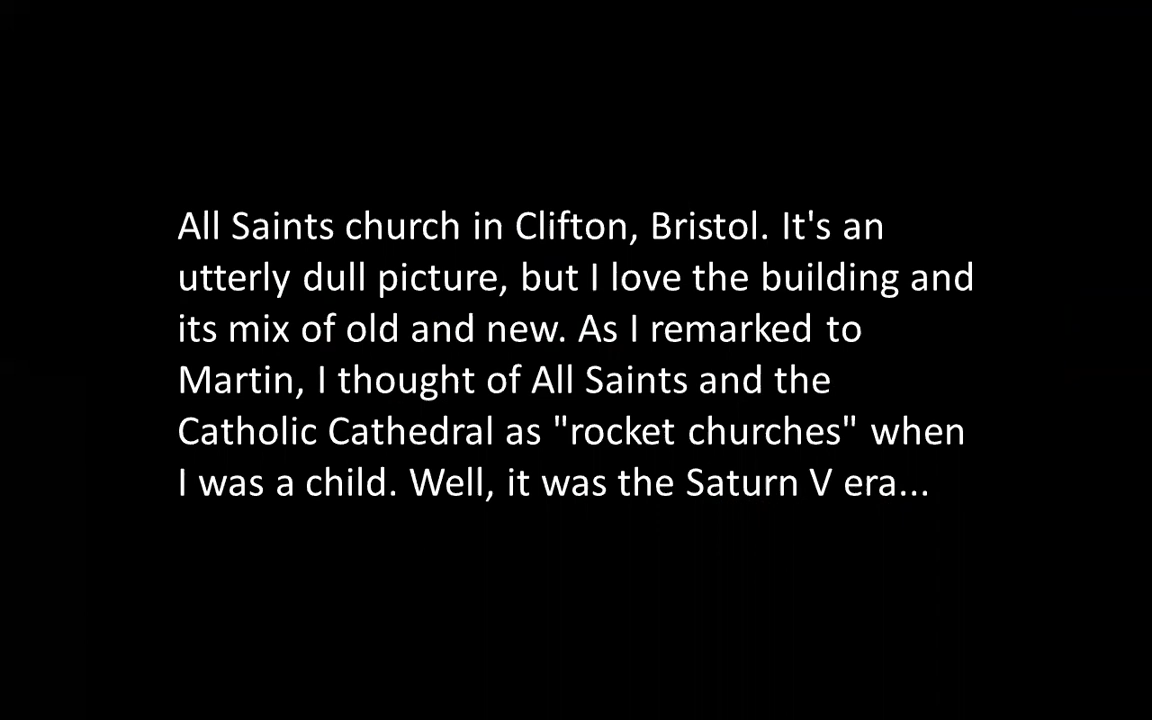 All Saints church in Clifton, Bristol. It's an
utterly dull picture, but I love the building and
its mix of old and new. As I remarked to
Martin, I thought of All Saints and the
Catholic Cathedral as "rocket churches" when
I was a child. Well, it was the Saturn V era...